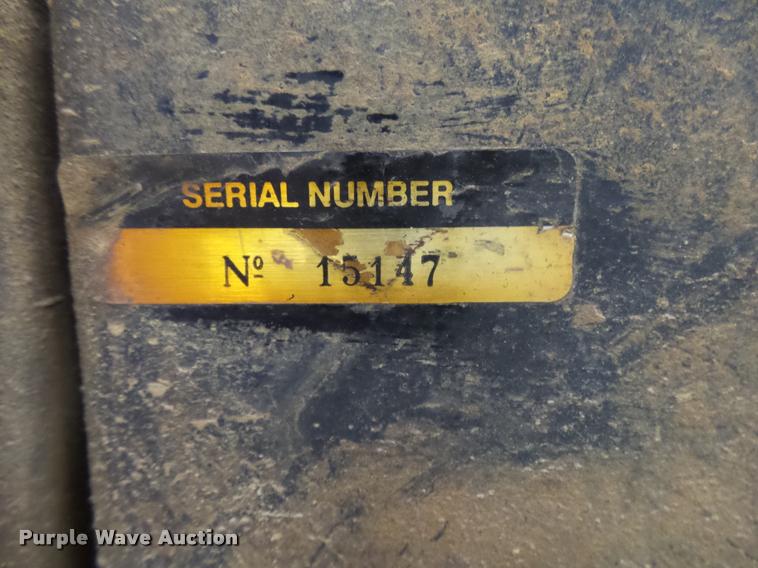 SERIAL NUMBER
Nº 15147
Purple Wave Auction